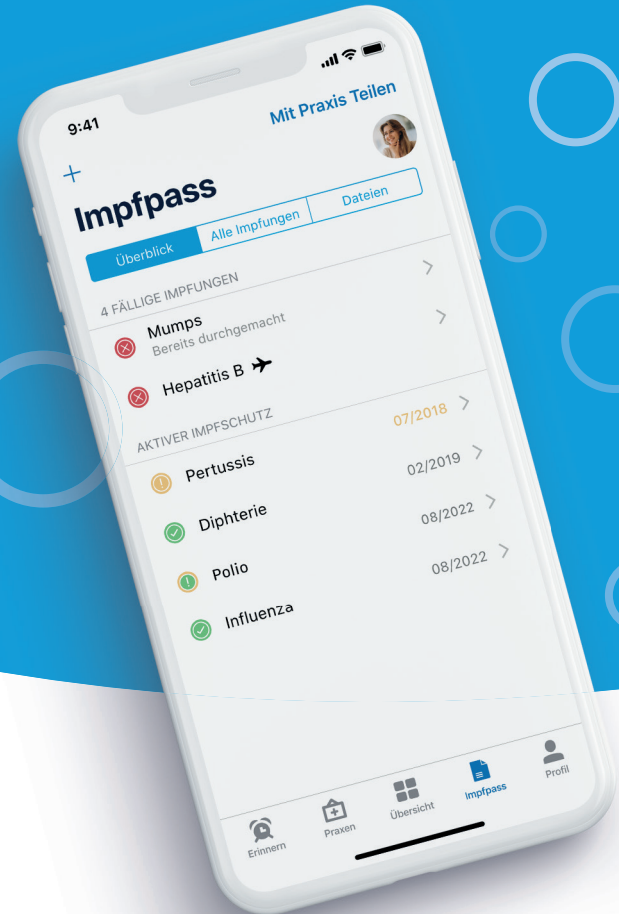 9:41
Mit Praxis Teilen
Impfpass
Überblick
Alle Impfungen
Dateien
4 FÄLLIGE IMPFUNGEN
Mumps
Bereits durchgemacht
Hepatitis B
AKTIVER IMPFSCHUTZ
Pertussis
07/2018
Diphterie
02/2019
Polio
08/2022
Influenza
08/2022
Erinnern
Praxen
Übersicht
Impfpass
Profil